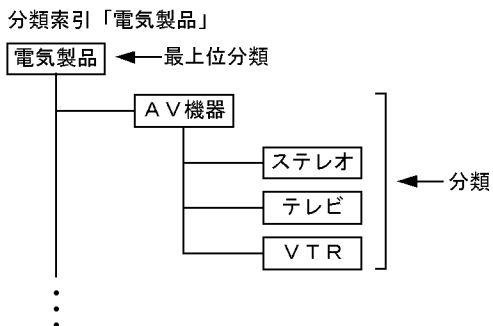 分類索引「電気製品」
電気製品
最上位分類
ＡＶ機器
ステレオ
分類
テレビ
ＶＴＲ